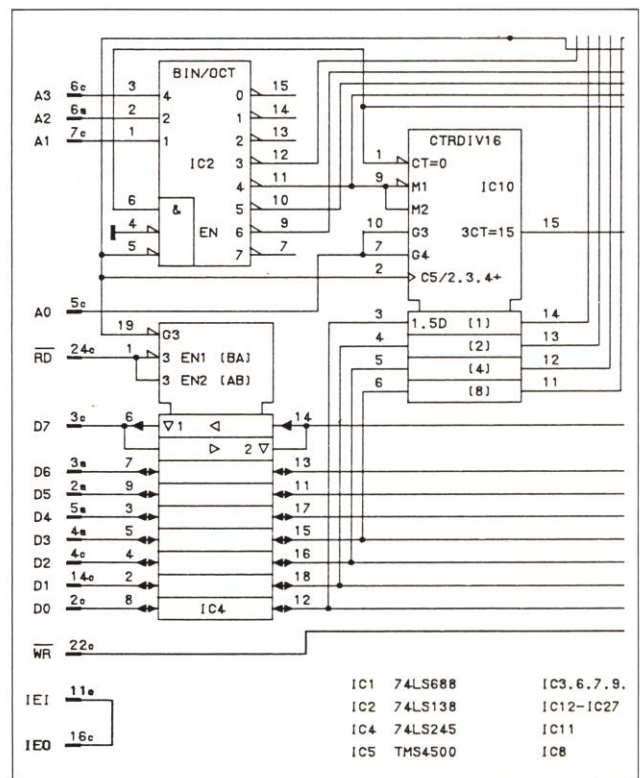 BIN/OCT
A3 6c 3 4 0 15
A2 6a 2 2 1 14
A1 7c 1 1 2 13
IC2 3 12
4 11
6 & 5 10
4 EN 6 9
5 7 7
CTRDIV16
1 CT=0
9 M1 IC10
M2
10 G3 3CT=15 15
7 G4
2 C5/2.3.4+
A0 5c
3 1.5D [1] 14
4 [2] 13
5 [4] 12
6 [8] 11
19 G3
RD 24c 1 3 EN1 [BA]
3 EN2 [AB]
D7 3c 6 ▽1 ◁ 14
▷ 2▽
D6 3a 7 13
D5 2a 9 11
D4 5a 3 17
D3 4a 5 15
D2 4c 4 16
D1 14c 2 18
D0 2c 8 IC4 12
WR 22c
IEI 11a
IEO 16c
IC1 74LS688 IC3.6.7.9.
IC2 74LS138 IC12-IC27
IC4 74LS245 IC11
IC5 TMS4500 IC8